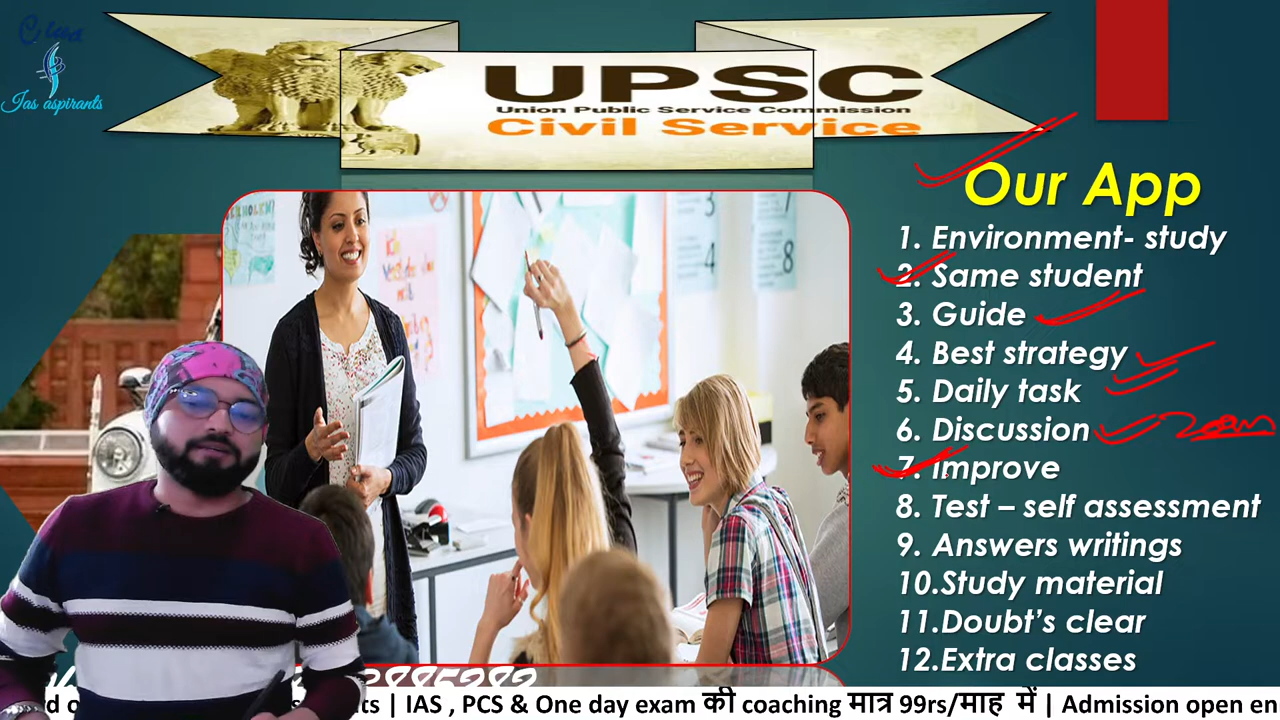 Ias aspirants
UPSC
Union Public Service Commission
Civil Service
Our App
1. Environment- study
2. Same student
3. Guide
4. Best strategy
5. Daily task
6. Discussion
7. Improve
8. Test – self assessment
9. Answers writings
10.Study material
11.Doubt’s clear
12.Extra classes
ts | IAS , PCS & One day exam की coaching मात्र 99rs/माह में | Admission open en